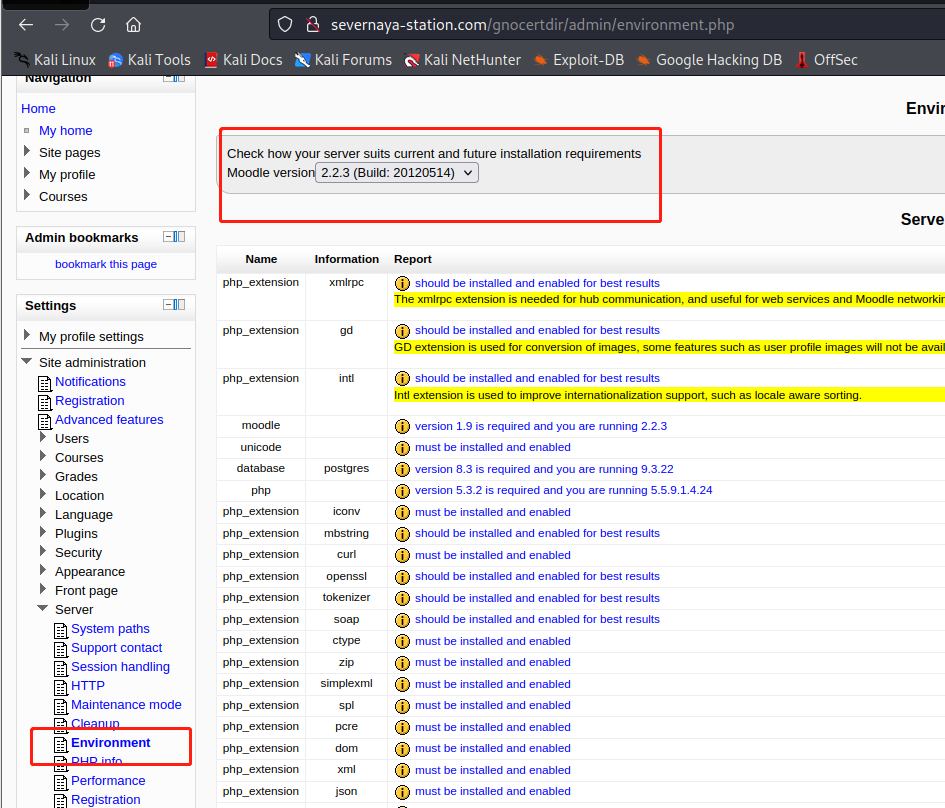 severnaya-station.com/gnocertdir/admin/environment.php
Kali Linux Kali Tools Kali Docs Kali Forums Kali NetHunter Exploit-DB Google Hacking DB OffSec
Navigation
Home
My home
Site pages
My profile
Courses
Admin bookmarks
bookmark this page
Settings
My profile settings
Site administration
Notifications
Registration
Advanced features
Users
Courses
Grades
Location
Language
Plugins
Security
Appearance
Front page
Server
System paths
Support contact
Session handling
HTTP
Maintenance mode
Cleanup
Environment
PHP info
Performance
Registration
Envir
Check how your server suits current and future installation requirements
Moodle version 2.2.3 (Build: 20120514)
Serve
Name Information Report
php_extension xmlrpc should be installed and enabled for best results
The xmlrpc extension is needed for hub communication, and useful for web services and Moodle networkin
php_extension gd should be installed and enabled for best results
GD extension is used for conversion of images, some features such as user profile images will not be avail
php_extension intl should be installed and enabled for best results
Intl extension is used to improve internationalization support, such as locale aware sorting.
moodle version 1.9 is required and you are running 2.2.3
unicode must be installed and enabled
database postgres version 8.3 is required and you are running 9.3.22
php version 5.3.2 is required and you are running 5.5.9.1.4.24
php_extension iconv must be installed and enabled
php_extension mbstring should be installed and enabled for best results
php_extension curl must be installed and enabled
php_extension openssl should be installed and enabled for best results
php_extension tokenizer should be installed and enabled for best results
php_extension soap should be installed and enabled for best results
php_extension ctype must be installed and enabled
php_extension zip must be installed and enabled
php_extension simplexml must be installed and enabled
php_extension spl must be installed and enabled
php_extension pcre must be installed and enabled
php_extension dom must be installed and enabled
php_extension xml must be installed and enabled
php_extension json must be installed and enabled